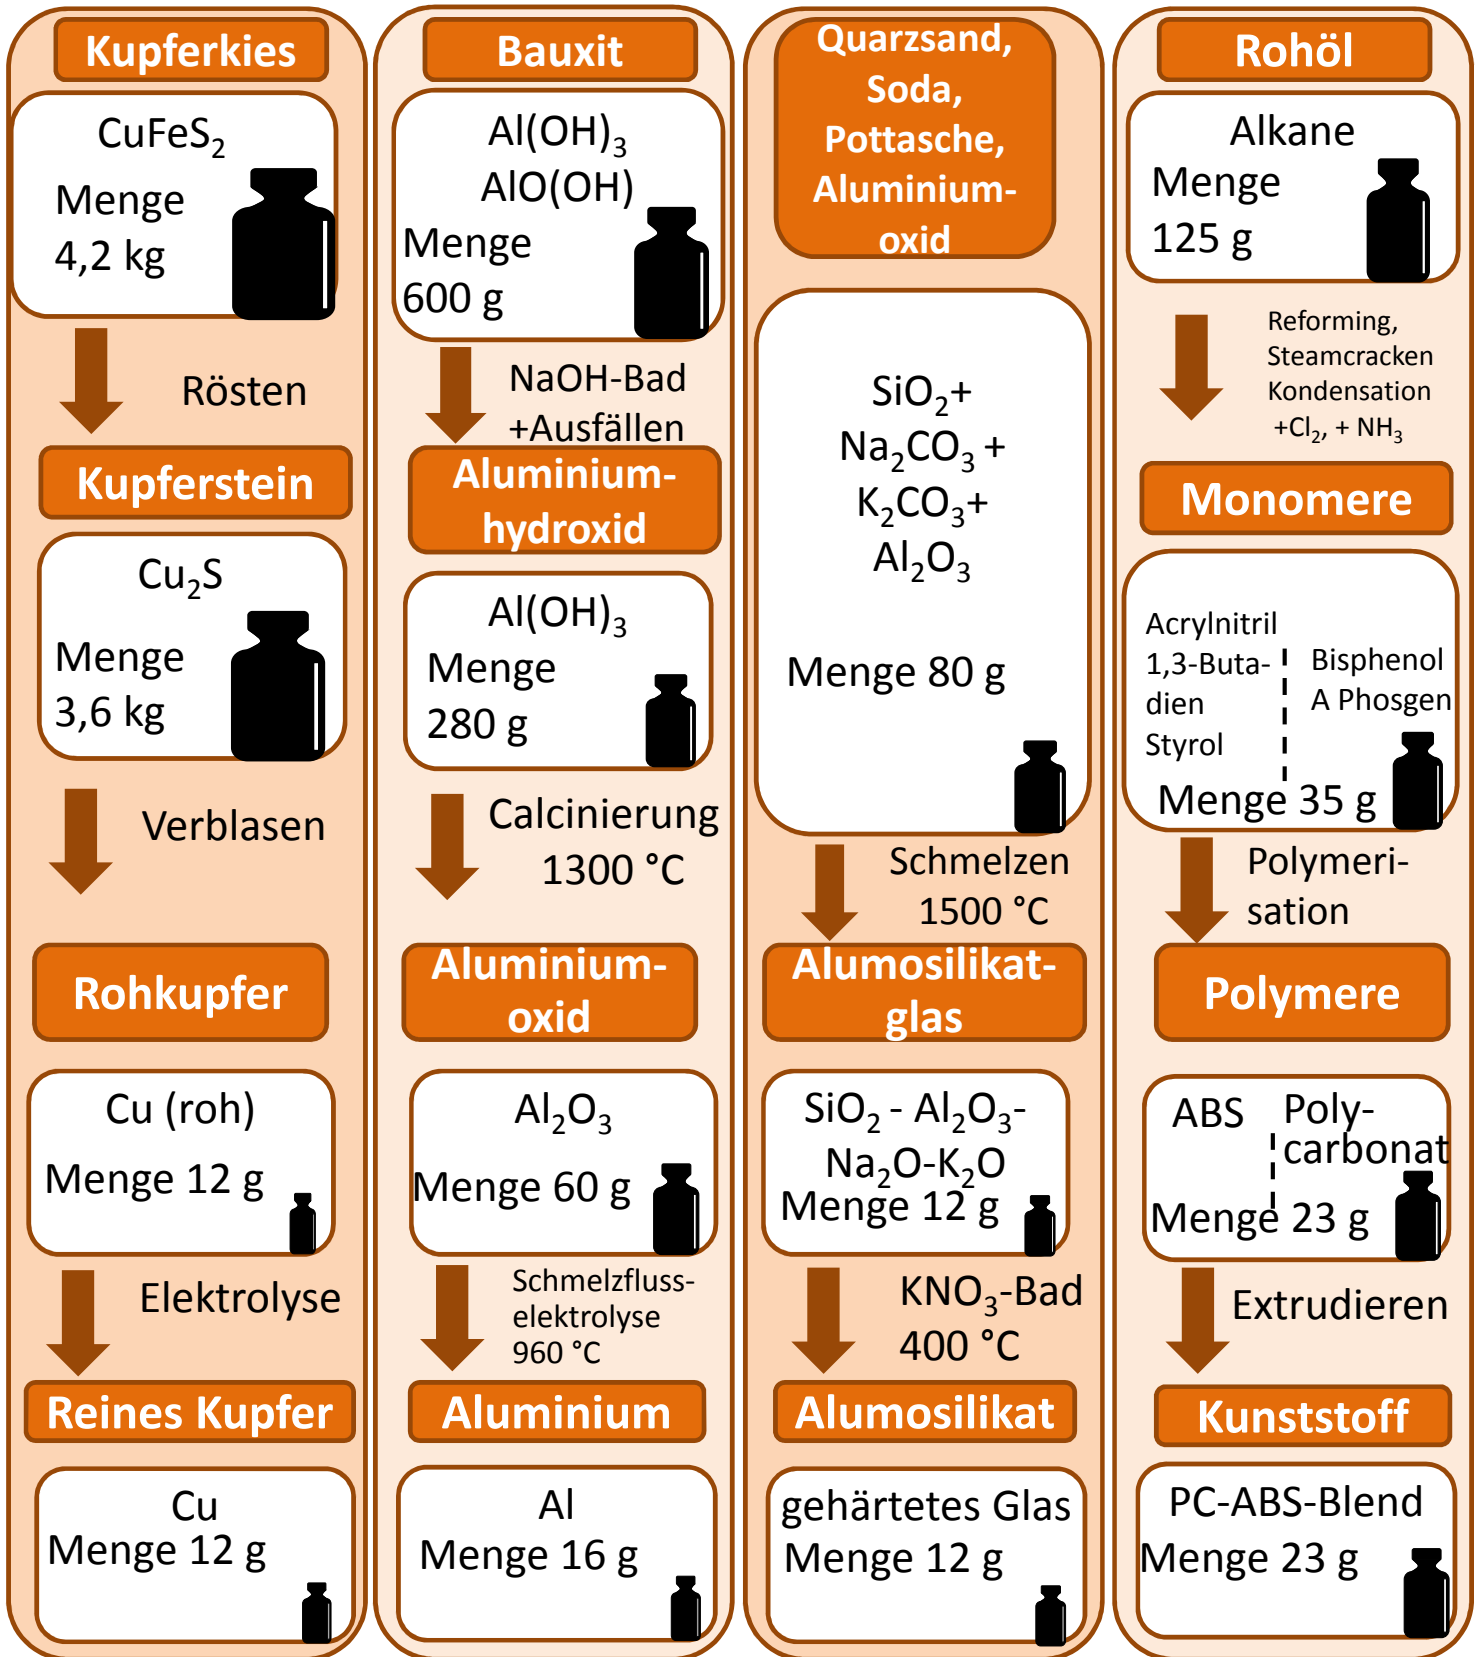 Kupferkies
CuFeS₂
Menge
4,2 kg
Rösten
Kupferstein
Cu₂S
Menge
3,6 kg
Verblasen
Rohkupfer
Cu (roh)
Menge 12 g
Elektrolyse
Reines Kupfer
Cu
Menge 12 g
Bauxit
Al(OH)₃
AlO(OH)
Menge
600 g
NaOH-Bad
+Ausfällen
Aluminium-
hydroxid
Al(OH)₃
Menge
280 g
Calcinierung
1300 °C
Aluminium-
oxid
Al₂O₃
Menge 60 g
Schmelzfluss-
elektrolyse
960 °C
Aluminium
Al
Menge 16 g
Quarzsand,
Soda,
Pottasche,
Aluminium-
oxid
SiO₂+
Na₂CO₃ +
K₂CO₃+
Al₂O₃
Menge 80 g
Schmelzen
1500 °C
Alumosilikat-
glas
SiO₂ - Al₂O₃-
Na₂O-K₂O
Menge 12 g
KNO₃-Bad
400 °C
Alumosilikat
gehärtetes Glas
Menge 12 g
Rohöl
Alkane
Menge
125 g
Reforming,
Steamcracken
Kondensation
+Cl₂, + NH₃
Monomere
Acrylnitril
1,3-Buta-
dien
Styrol
Bisphenol
A Phosgen
Menge 35 g
Polymeri-
sation
Polymere
ABS
Poly-
carbonat
Menge 23 g
Extrudieren
Kunststoff
PC-ABS-Blend
Menge 23 g